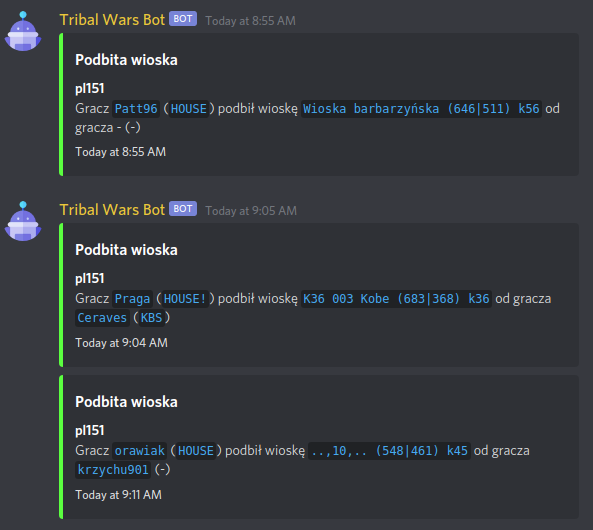 Tribal Wars Bot BOT Today at 8:55 AM
Podbita wioska
pl151
Gracz Patt96 (HOUSE) podbił wioskę Wioska barbarzyńska (646|511) k56 od
gracza - (-)
Today at 8:55 AM
Tribal Wars Bot BOT Today at 9:05 AM
Podbita wioska
pl151
Gracz Praga (HOUSE!) podbił wioskę K36 003 Kobe (683|368) k36 od gracza
Ceraves (KBS)
Today at 9:04 AM
Podbita wioska
pl151
Gracz orawiak (HOUSE) podbił wioskę ..,10,.. (548|461) k45 od gracza
krzychu901 (-)
Today at 9:11 AM